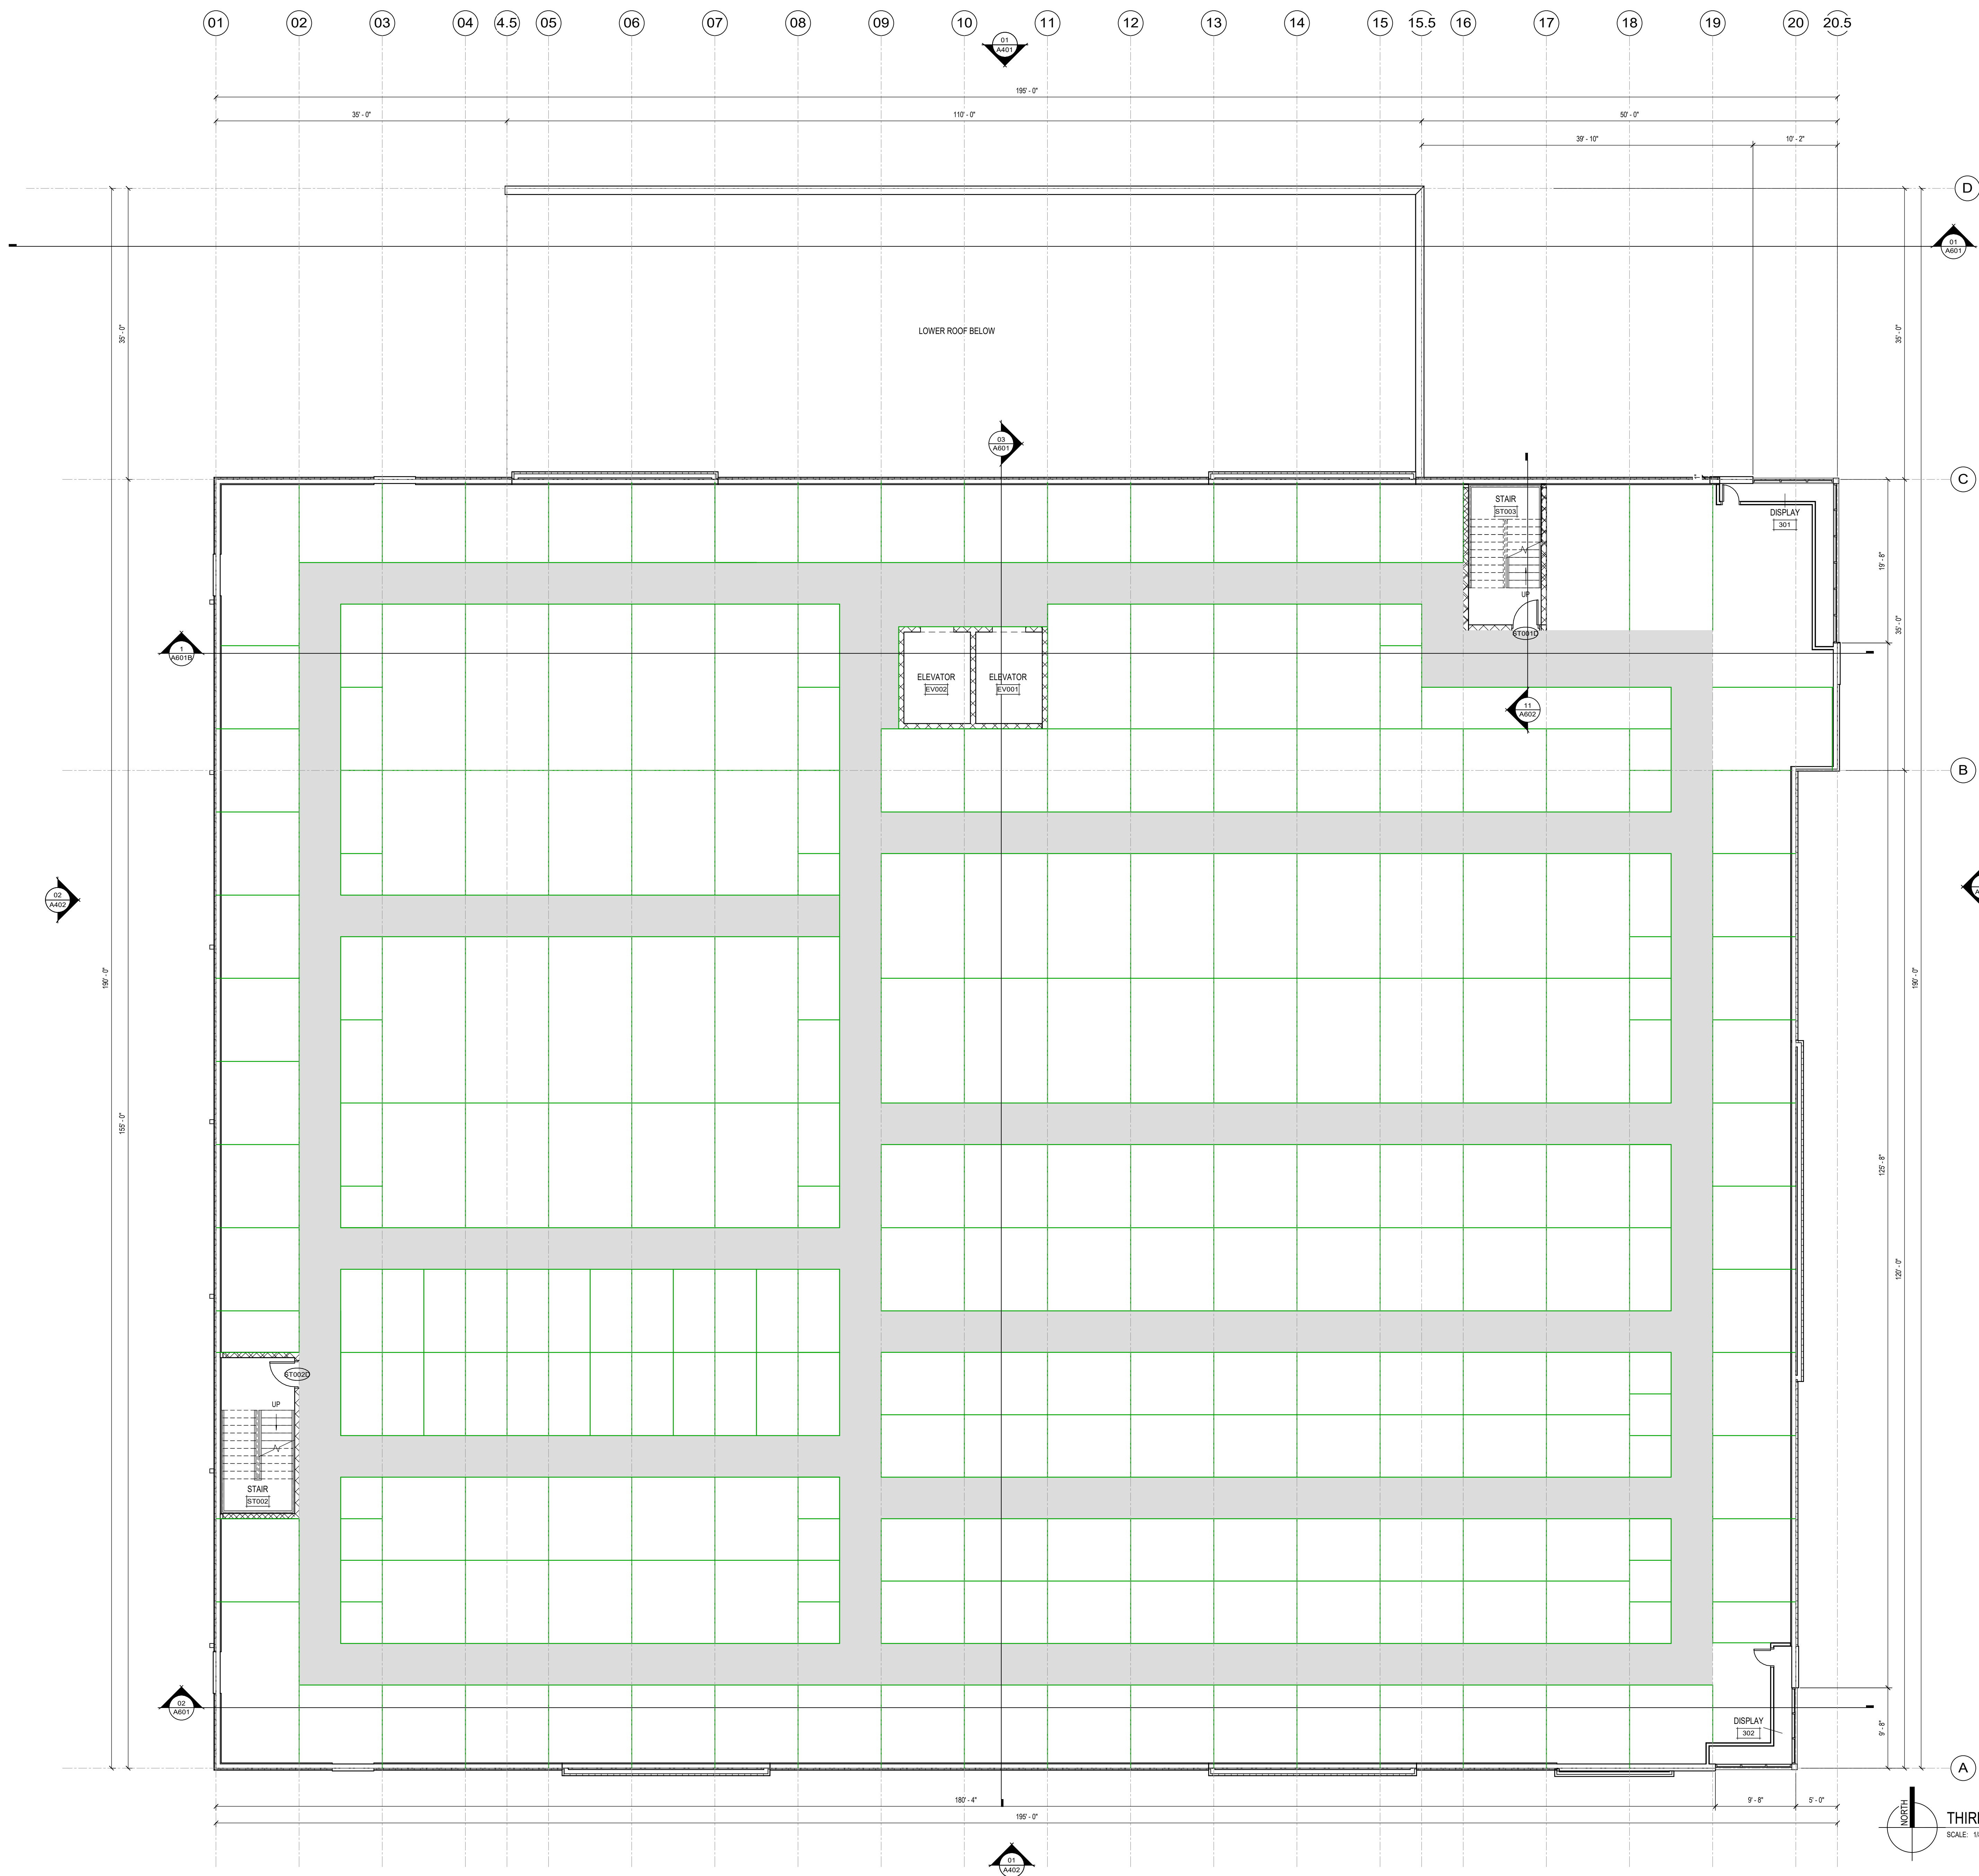 01 02 03 04 4.5 05 06 07 08 09 10 11 12 13 14 15 15.5 16 17 18 19 20 20.5
01
A401
195' - 0"
35' - 0" 110' - 0" 50' - 0"
39' - 10" 10' - 2"
D
01
A601
35' - 0"
LOWER ROOF BELOW
35' - 0"
03
A601
C
STAIR
ST003
DISPLAY
301
19' - 8"
UP
ST001D
35' - 0"
1
A601B
ELEVATOR
EV002
ELEVATOR
EV001
11
A602
B
02
A402
190' - 0"
155' - 0"
190' - 0"
125' - 8"
120' - 0"
ST002D
UP
STAIR
ST002
02
A601
DISPLAY
302
9' - 8"
A
180' - 4" 9' - 8" 5' - 0"
195' - 0"
NORTH
SCALE:
01
A402